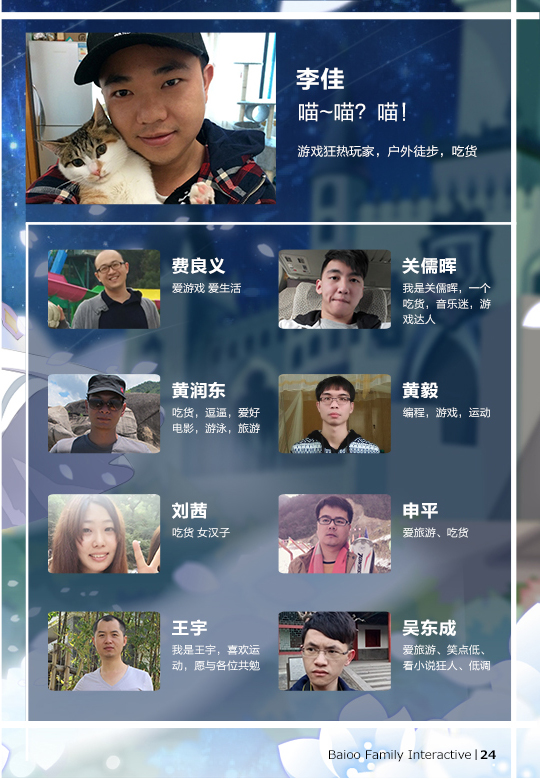 李佳
喵~喵？喵！
游戏狂热玩家，户外徒步，吃货
费良义
爱游戏 爱生活
关儒晖
我是关儒晖，一个
吃货，音乐迷，游
戏达人
黄润东
吃货，逗逼，爱好
电影，游泳，旅游
黄毅
编程，游戏，运动
刘茜
吃货 女汉子
申平
爱旅游、吃货
王宇
我是王宇，喜欢运
动，愿与各位共勉
吴东成
爱旅游、笑点低、
看小说狂人、低调
Baioo Family Interactive | 24